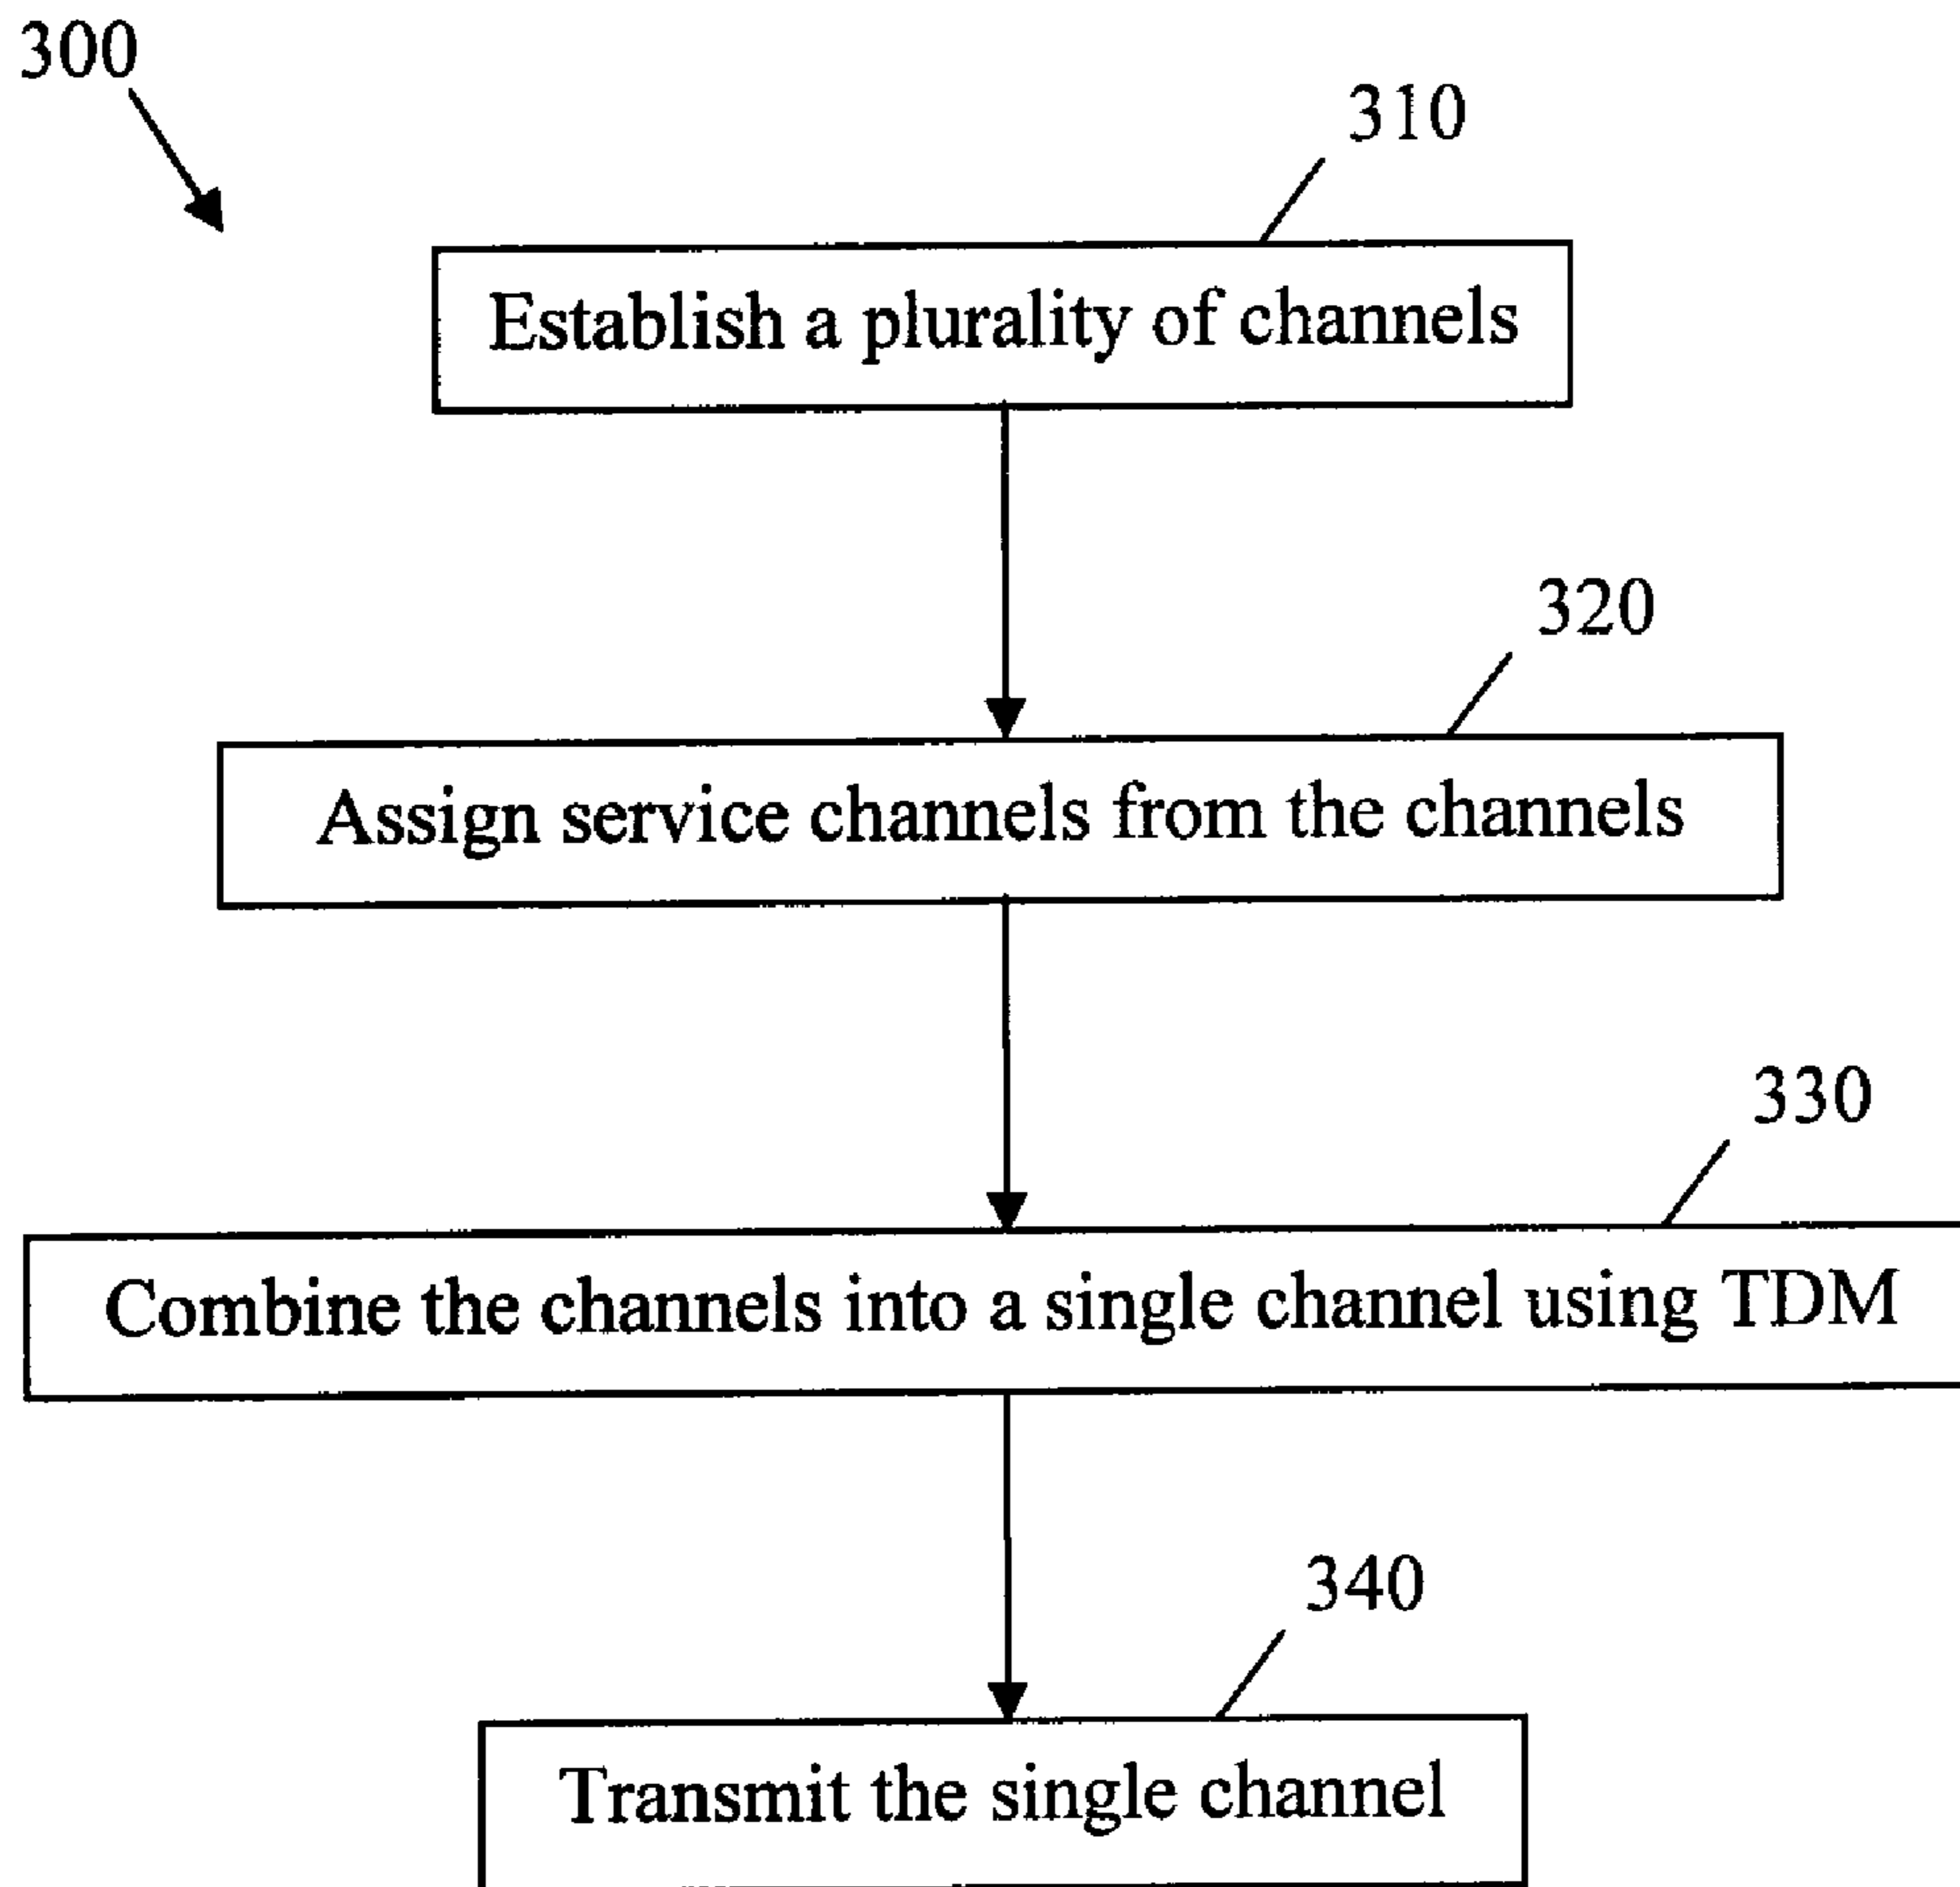 300
310
Establish a plurality of channels
320
Assign service channels from the channels
330
Combine the channels into a single channel using TDM
340
Transmit the single channel